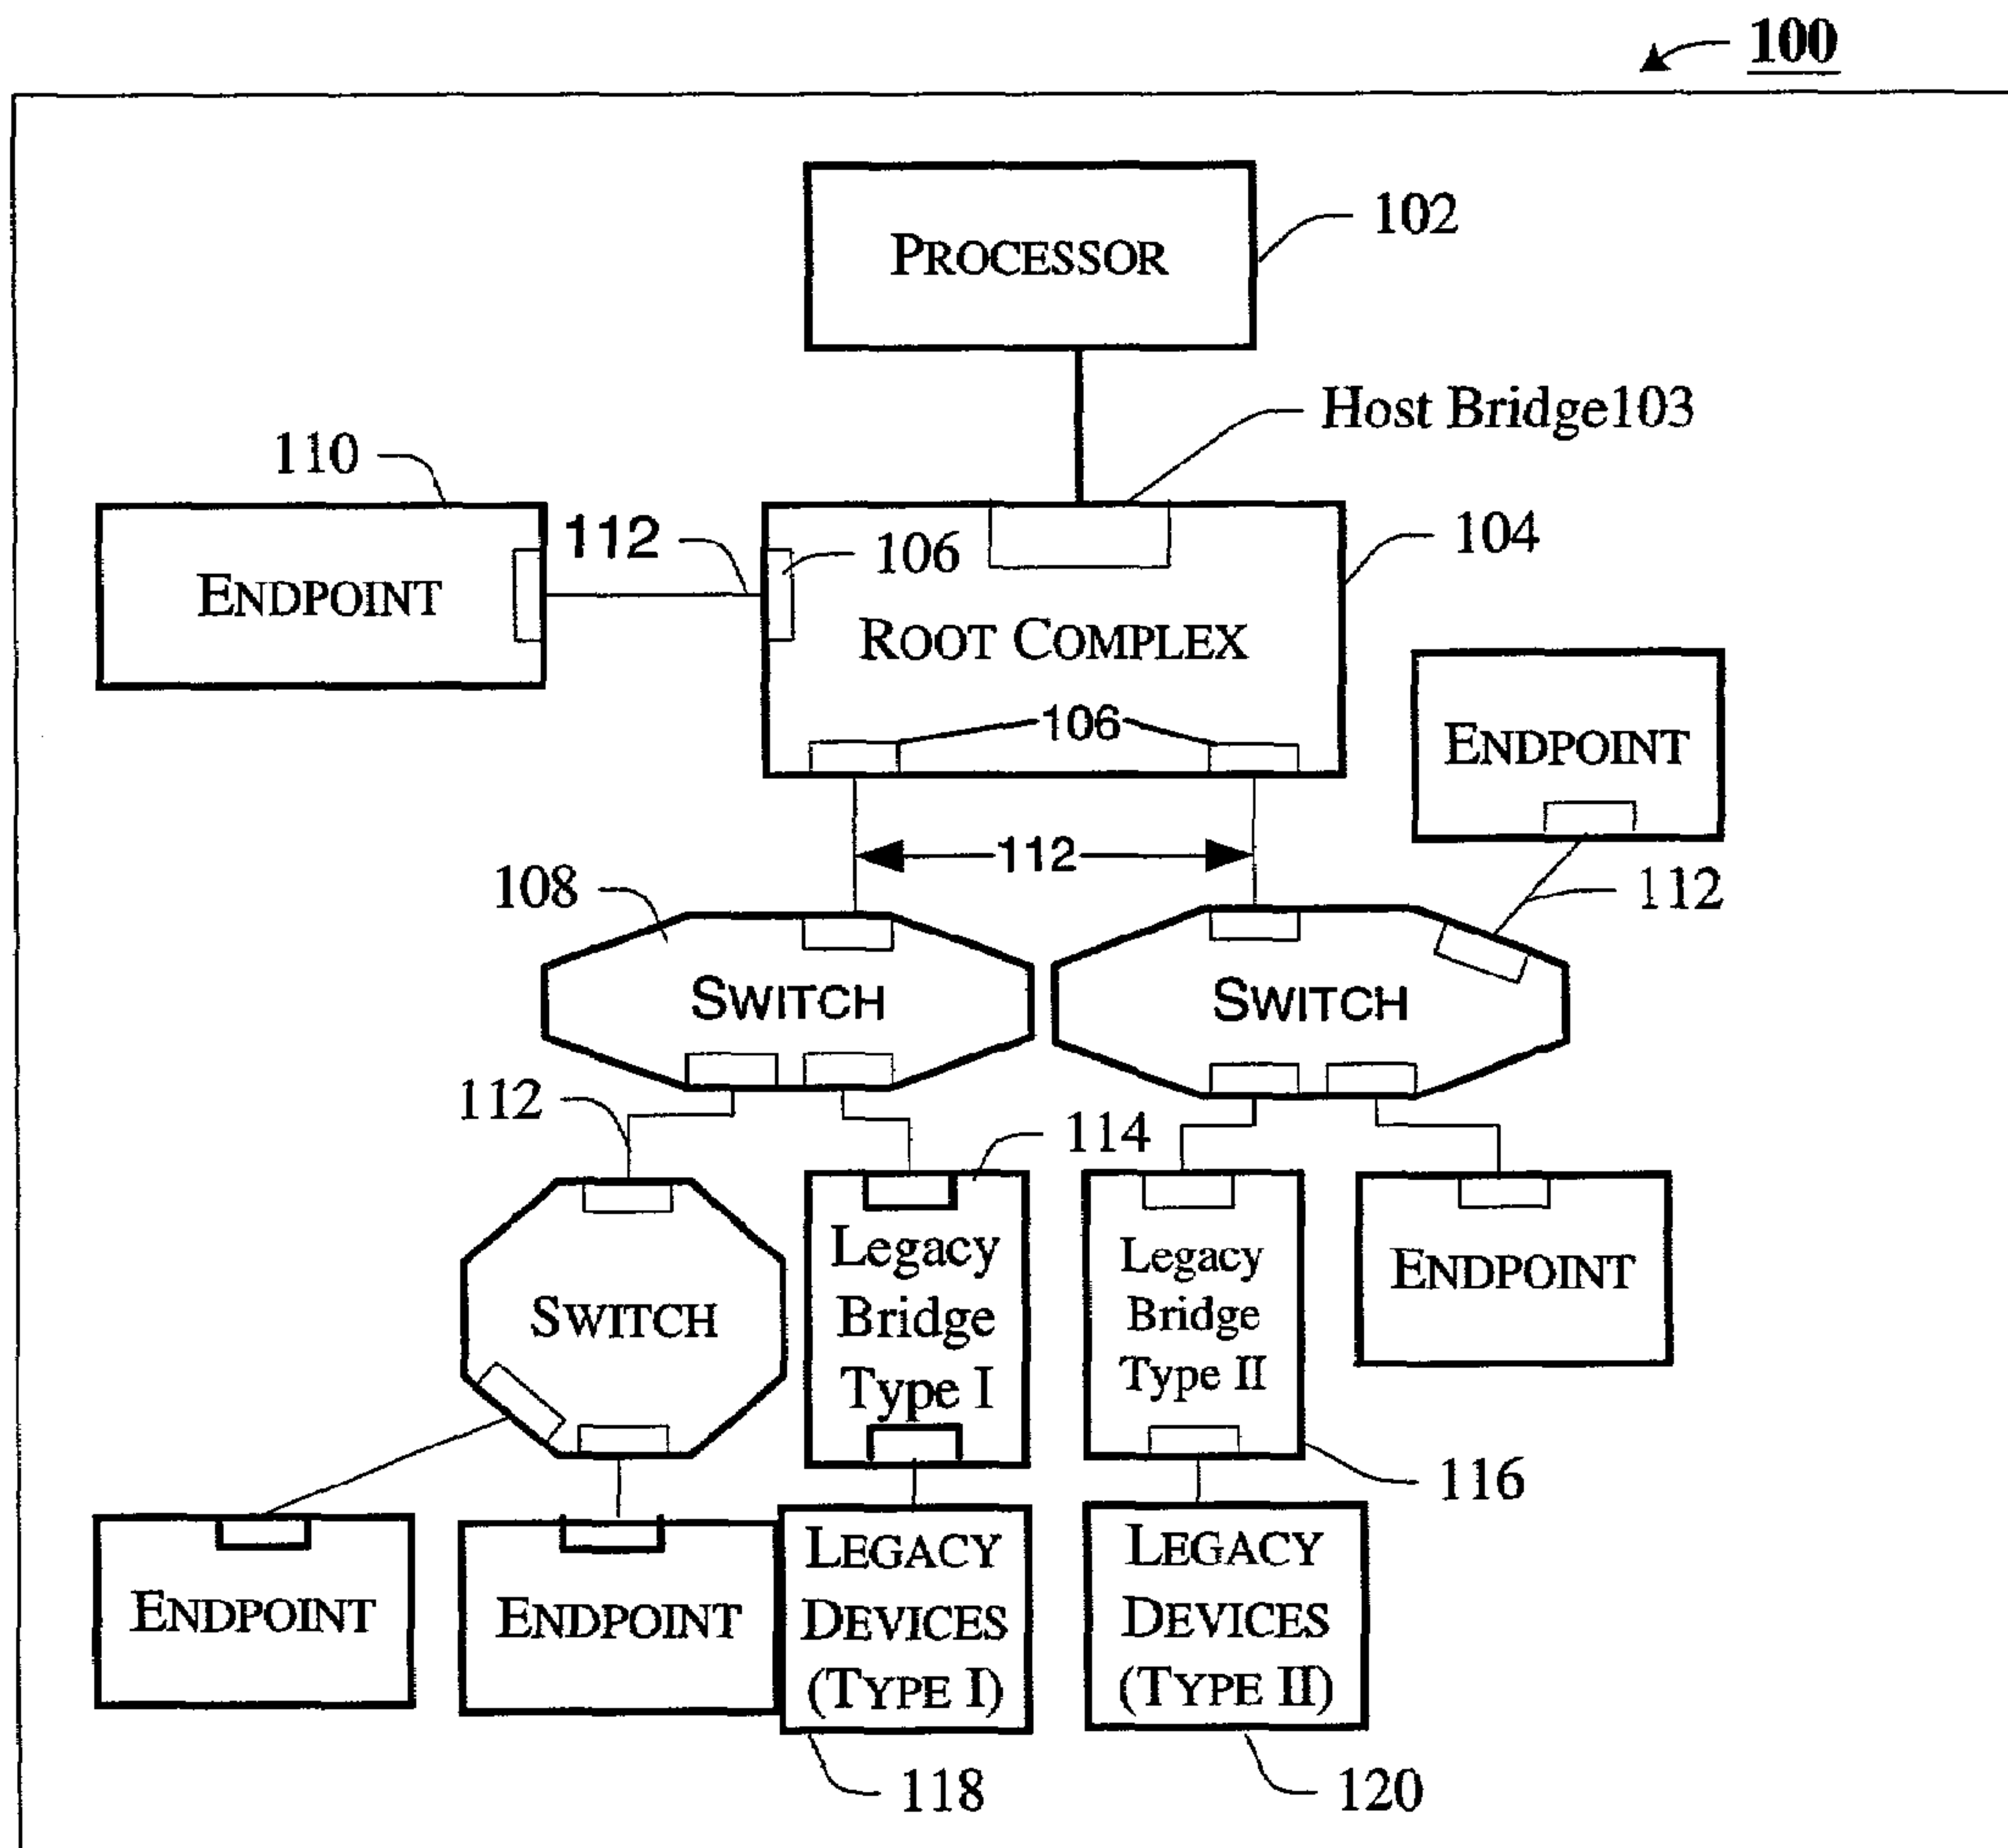 100
PROCESSOR
102
Host Bridge103
110
112
106
104
ENDPOINT
ROOT COMPLEX
106
ENDPOINT
112
108
112
SWITCH
SWITCH
112
114
Legacy
Bridge
Type I
Legacy
Bridge
Type II
ENDPOINT
SWITCH
116
ENDPOINT
ENDPOINT
LEGACY
DEVICES
(TYPE I)
LEGACY
DEVICES
(TYPE II)
118
120